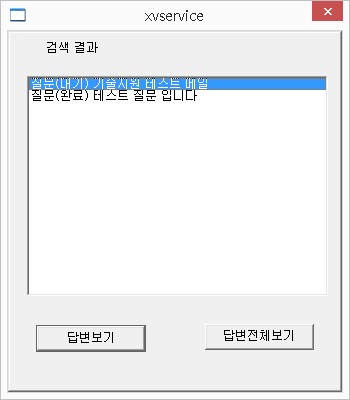 xvservice
검색 결과
질문(대기) 기술지원 테스트 메일
질문(완료) 테스트 질문 입니다
답변보기
답변전체보기